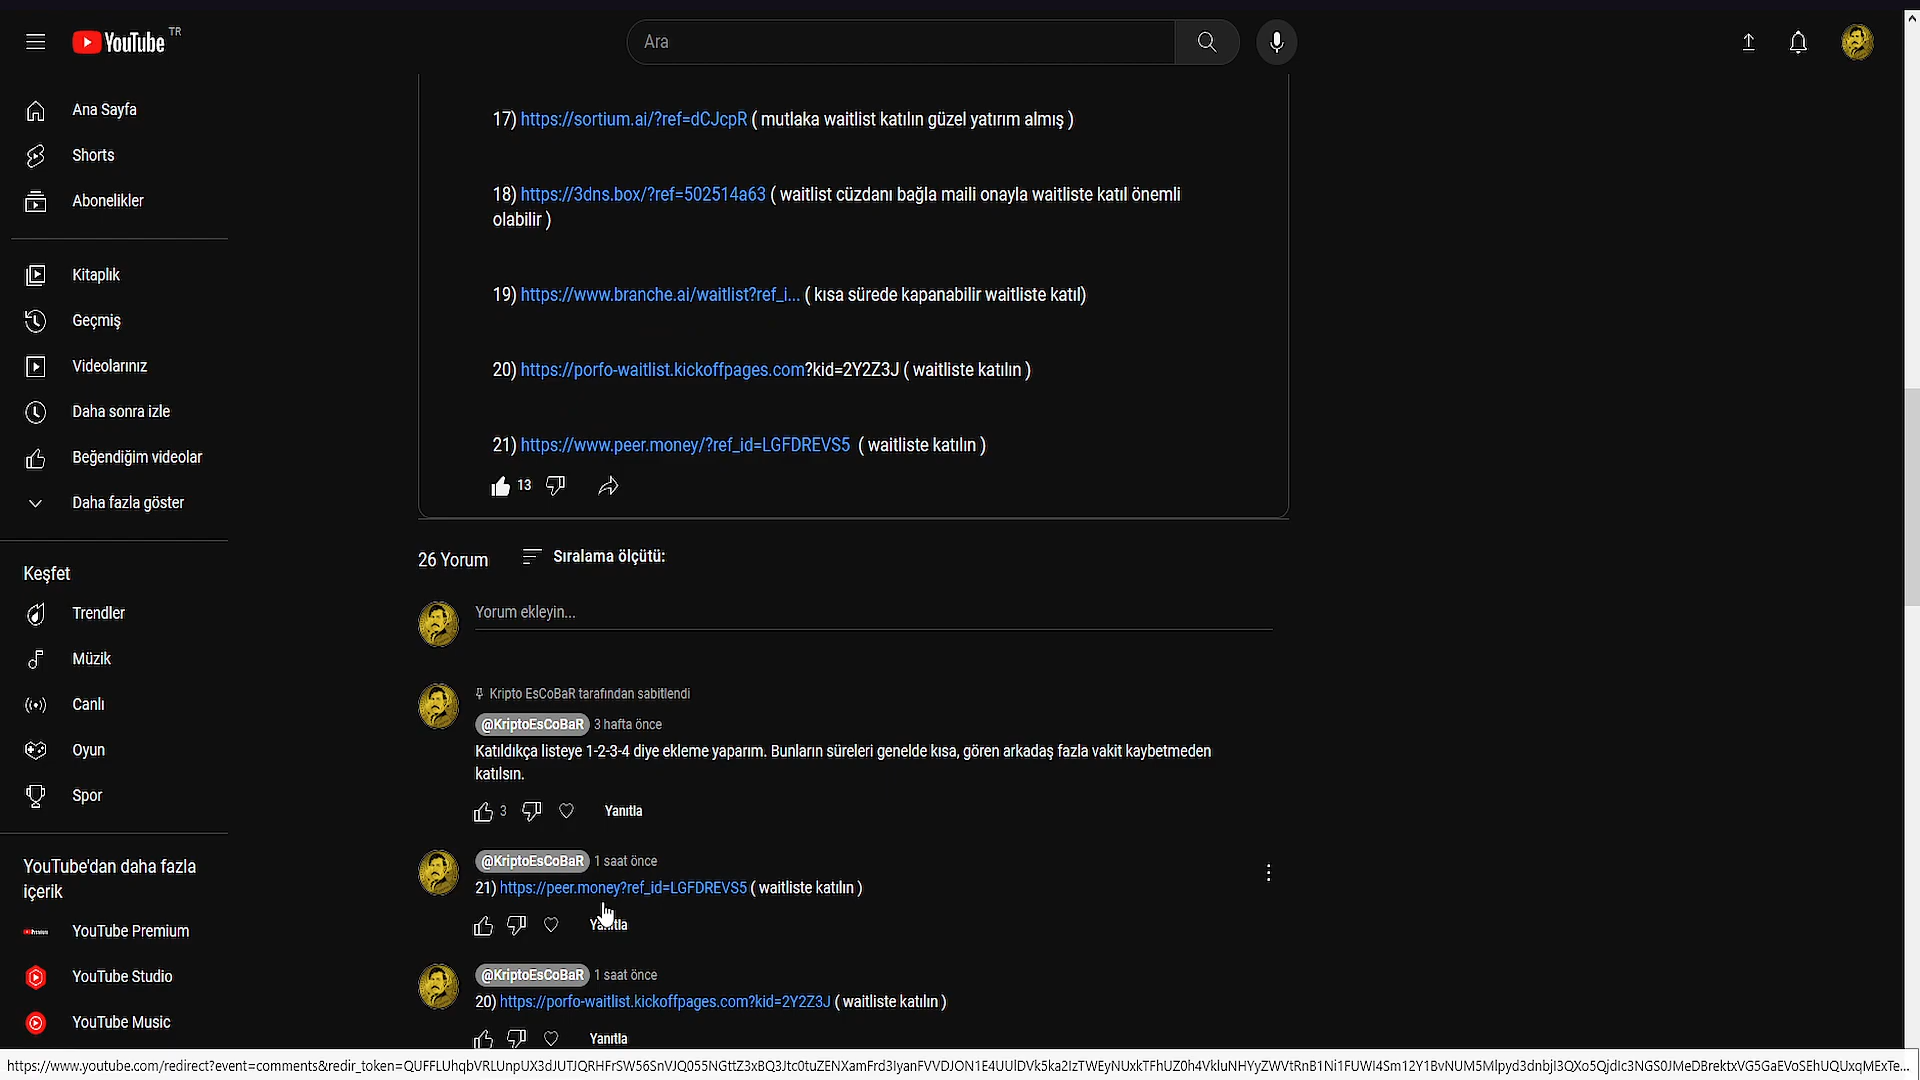 YouTube TR
Ara
Ana Sayfa
Shorts
Abonelikler
Kitaplık
Geçmiş
Videolarınız
Daha sonra izle
Beğendiğim videolar
Daha fazla göster
Keşfet
Trendler
Müzik
Canlı
Oyun
Spor
YouTube'dan daha fazla
içerik
YouTube Premium
YouTube Studio
YouTube Music
17) https://sortium.ai/?ref=dCJcpR ( mutlaka waitlist katılın güzel yatırım almış )
18) https://3dns.box/?ref=502514a63 ( waitlist cüzdanı bağla maili onayla waitliste katıl önemli
olabilir )
19) https://www.branche.ai/waitlist?ref_i... ( kısa sürede kapanabilir waitliste katıl)
20) https://porfo-waitlist.kickoffpages.com?kid=2Y2Z3J ( waitliste katılın )
21) https://www.peer.money/?ref_id=LGFDREVS5 ( waitliste katılın )
13
26 Yorum
Sıralama ölçütü:
Yorum ekleyin...
Kripto EsCoBaR tarafından sabitlendi
@KriptoEsCoBaR 3 hafta önce
Katıldıkça listeye 1-2-3-4 diye ekleme yaparım. Bunların süreleri genelde kısa, gören arkadaş fazla vakit kaybetmeden
katılsın.
3 Yanıtla
@KriptoEsCoBaR 1 saat önce
21) https://peer.money?ref_id=LGFDREVS5 ( waitliste katılın )
Yanıtla
@KriptoEsCoBaR 1 saat önce
20) https://porfo-waitlist.kickoffpages.com?kid=2Y2Z3J ( waitliste katılın )
Yanıtla